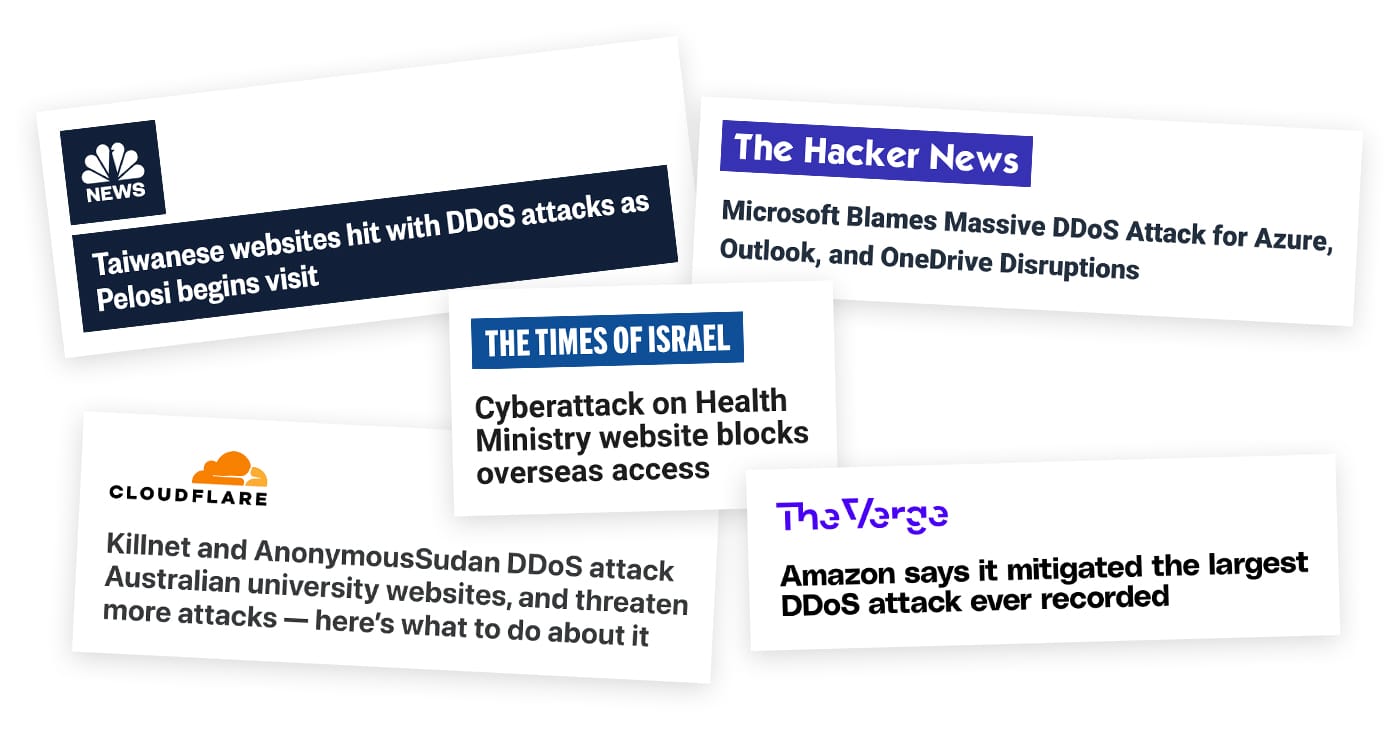 NEWS
Taiwanese websites hit with DDoS attacks as
Pelosi begins visit
The Hacker News
Microsoft Blames Massive DDoS Attack for Azure,
Outlook, and OneDrive Disruptions
THE TIMES OF ISRAEL
Cyberattack on Health
Ministry website blocks
overseas access
CLOUDFLARE
Killnet and AnonymousSudan DDoS attack
Australian university websites, and threaten
more attacks — here’s what to do about it
The Verge
Amazon says it mitigated the largest
DDoS attack ever recorded